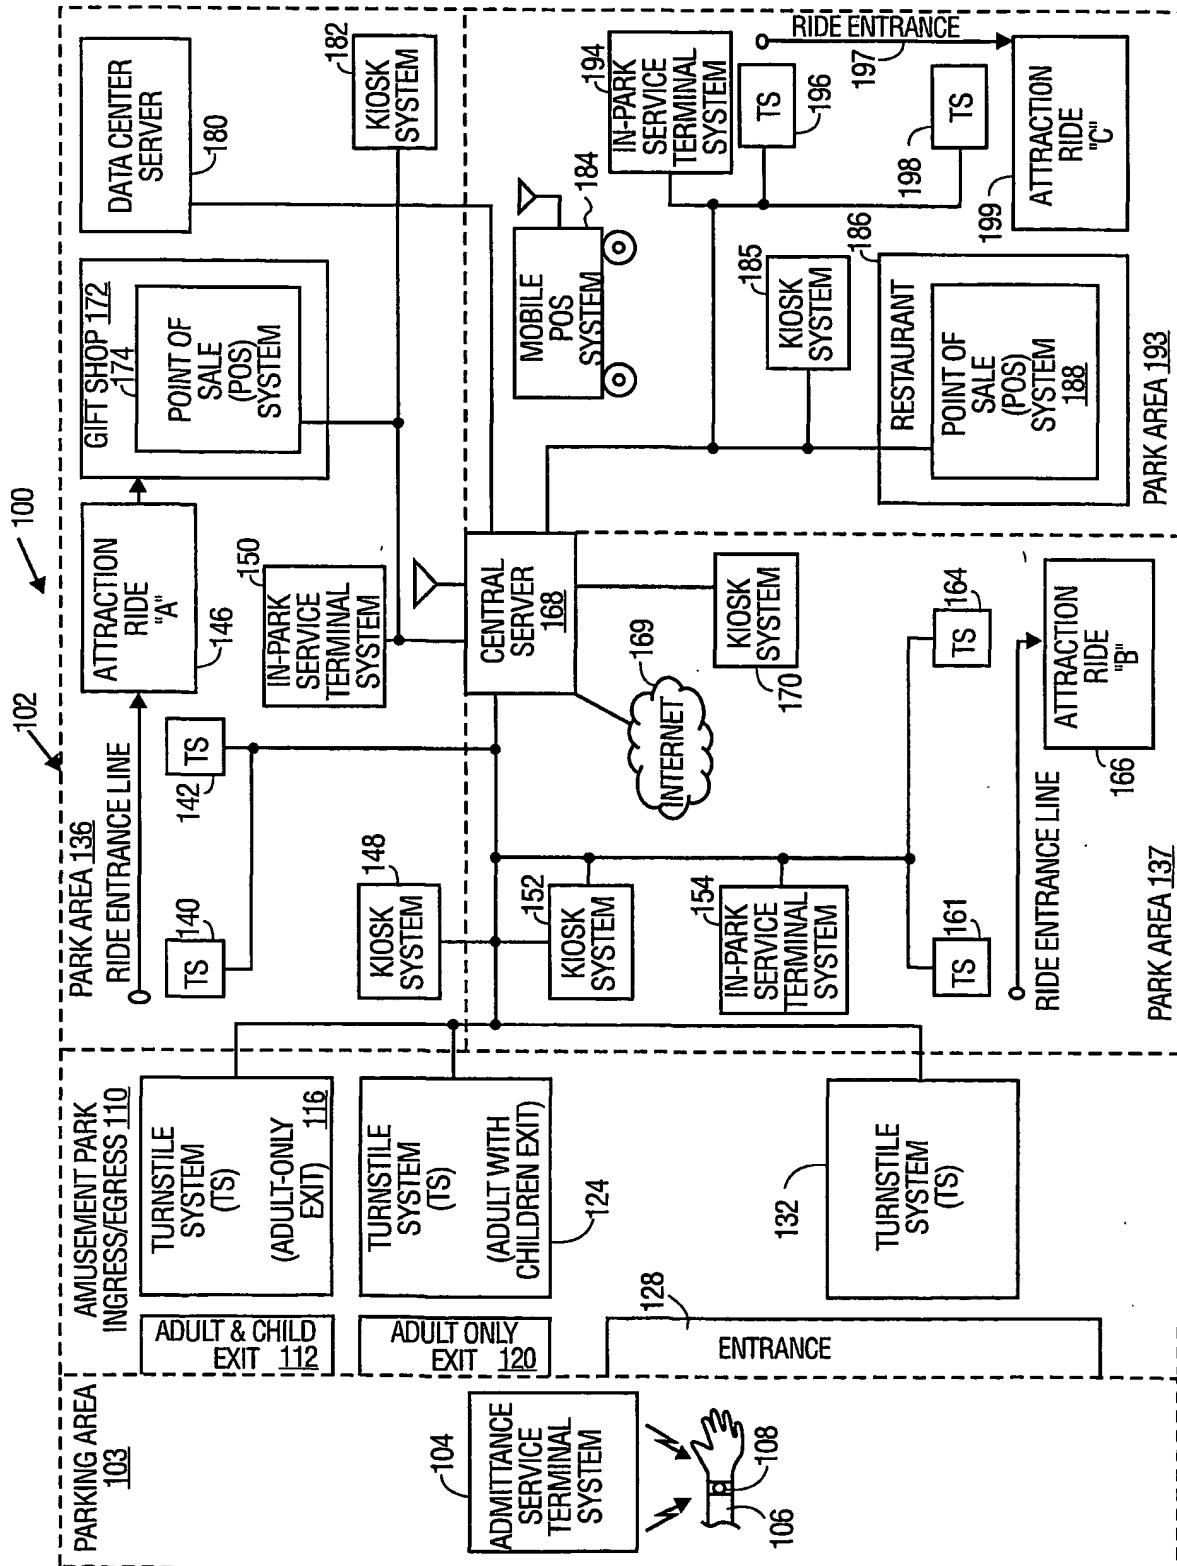 100
102
PARKING AREA
103
ADMITTANCE
SERVICE
TERMINAL
SYSTEM
104
106
108
AMUSEMENT PARK
INGRESS/EGRESS 110
ADULT & CHILD
EXIT 112
TURNSTILE
SYSTEM
(TS)
(ADULT-ONLY
EXIT)
116
ADULT ONLY
EXIT 120
TURNSTILE
SYSTEM
(TS)
(ADULT WITH
CHILDREN EXIT)
124
ENTRANCE
128
TURNSTILE
SYSTEM
(TS)
132
PARK AREA 136
RIDE ENTRANCE LINE
TS
140
TS
142
ATTRACTION
RIDE
"A"
146
KIOSK
SYSTEM
148
IN-PARK
SERVICE
TERMINAL
SYSTEM
150
GIFT SHOP 172
174
POINT OF
SALE
(POS)
SYSTEM
DATA CENTER
SERVER
180
KIOSK
SYSTEM
182
CENTRAL
SERVER
168
INTERNET
169
KIOSK
SYSTEM
170
KIOSK
SYSTEM
152
IN-PARK
SERVICE
TERMINAL
SYSTEM
154
TS
161
TS
164
RIDE ENTRANCE LINE
ATTRACTION
RIDE
"B"
166
PARK AREA 137
MOBILE
POS
SYSTEM
184
KIOSK
SYSTEM
185
RESTAURANT
186
POINT OF
SALE
(POS)
SYSTEM
188
IN-PARK
SERVICE
TERMINAL
SYSTEM
194
TS
196
RIDE ENTRANCE
197
TS
198
ATTRACTION
RIDE
"C"
199
PARK AREA 193